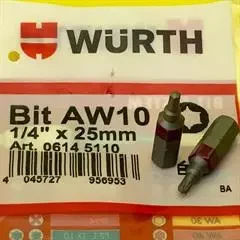 WÜRTH
Bit AW10
1/4" x 25mm
Art. 0614 5110
4 045727 956953
BA